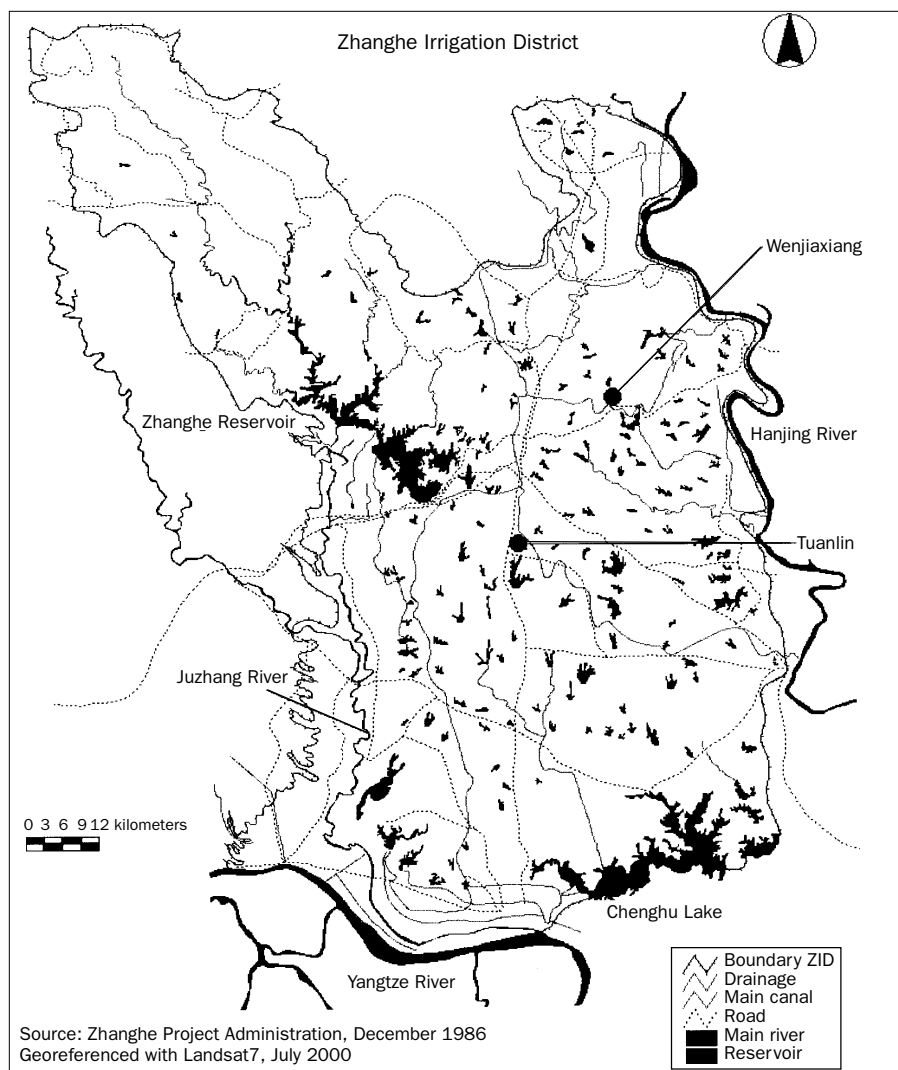 Zhanghe Irrigation District
Wenjiaxiang
Zhanghe Reservoir
Hanjing River
Tuanlin
Juzhang River
0 3 6 9 12 kilometers
Chenghu Lake
Yangtze River
Boundary ZID
Drainage
Main canal
Road
Main river
Reservoir
Source: Zhanghe Project Administration, December 1986
Georeferenced with Landsat7, July 2000